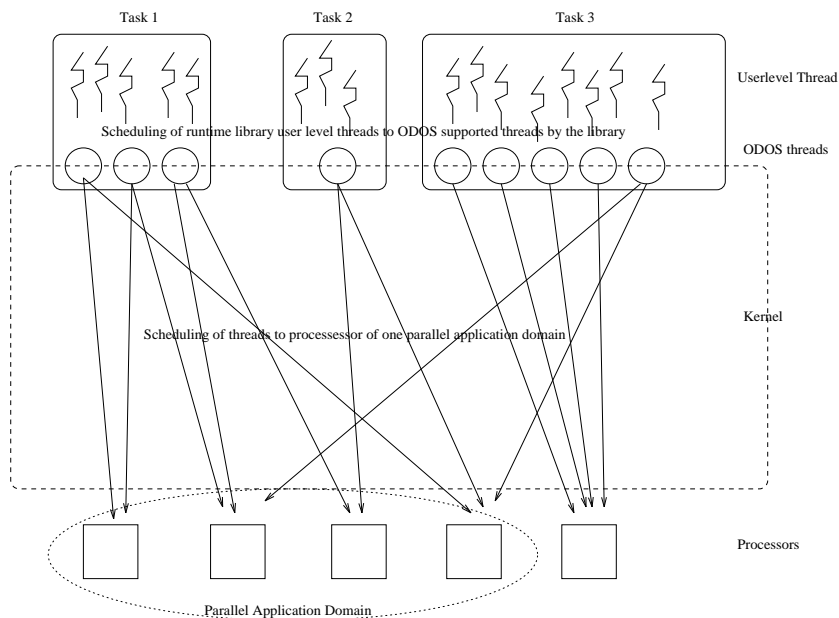 Task 1
Task 2
Task 3
Userlevel Thread
Scheduling of runtime library user level threads to ODOS supported threads by the library
ODOS threads
Kernel
Scheduling of threads to processessor of one parallel application domain
Processors
Parallel Application Domain